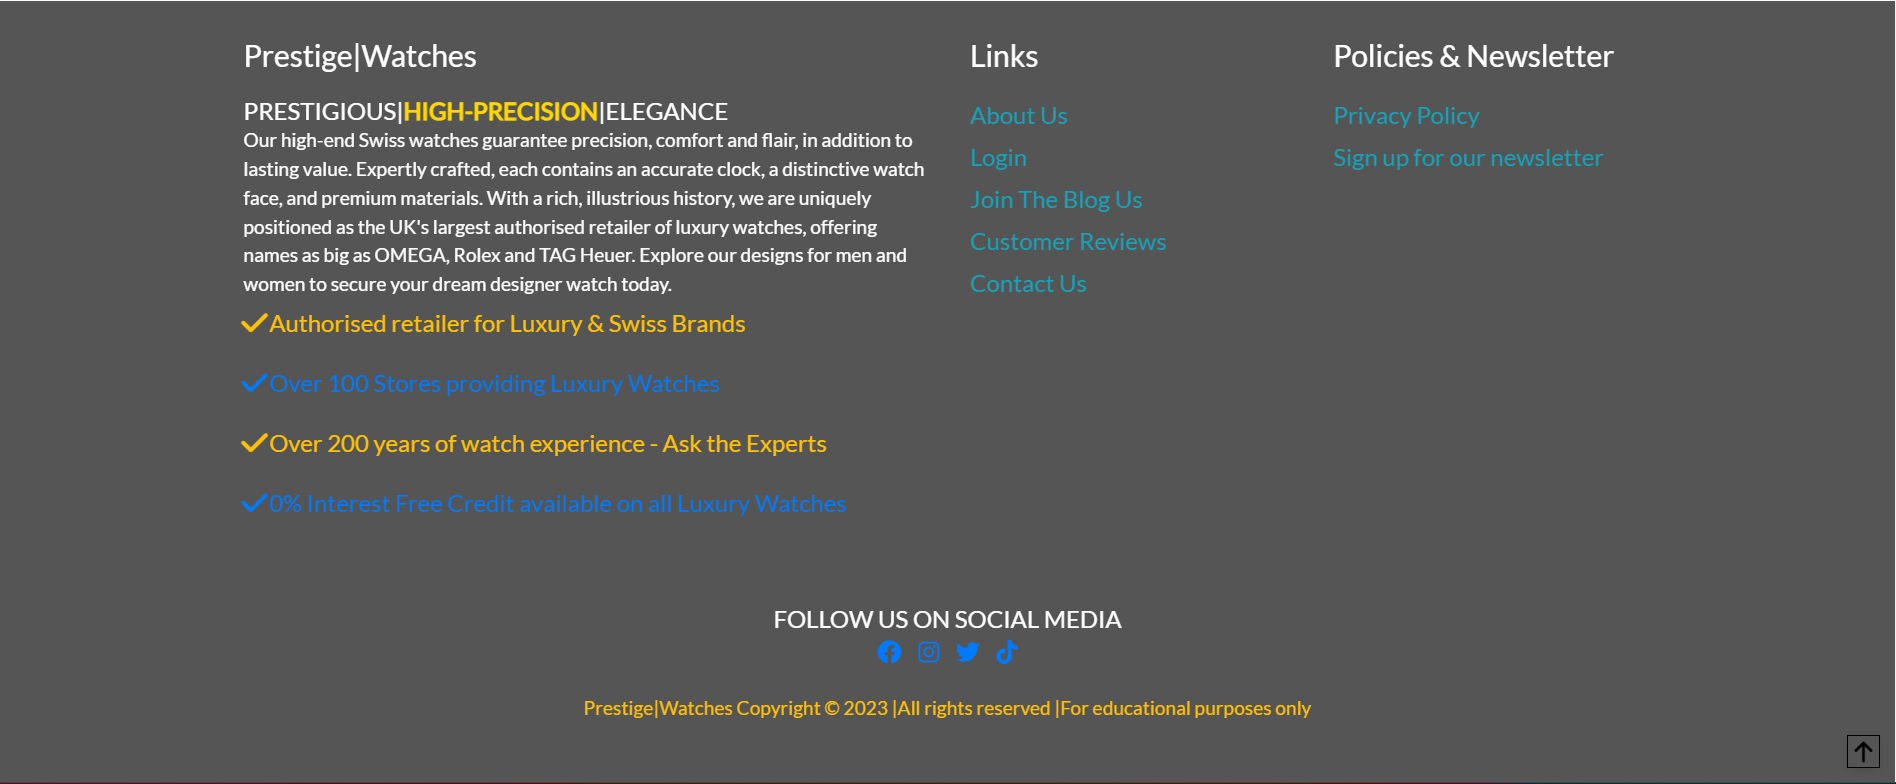 Prestige|Watches
PRESTIGIOUS|HIGH-PRECISION|ELEGANCE
Our high-end Swiss watches guarantee precision, comfort and flair, in addition to
lasting value. Expertly crafted, each contains an accurate clock, a distinctive watch
face, and premium materials. With a rich, illustrious history, we are uniquely
positioned as the UK's largest authorised retailer of luxury watches, offering
names as big as OMEGA, Rolex and TAG Heuer. Explore our designs for men and
women to secure your dream designer watch today.
Authorised retailer for Luxury & Swiss Brands
Over 100 Stores providing Luxury Watches
Over 200 years of watch experience - Ask the Experts
0% Interest Free Credit available on all Luxury Watches
Links
About Us
Login
Join The Blog Us
Customer Reviews
Contact Us
Policies & Newsletter
Privacy Policy
Sign up for our newsletter
FOLLOW US ON SOCIAL MEDIA
Prestige|Watches Copyright © 2023 |All rights reserved |For educational purposes only